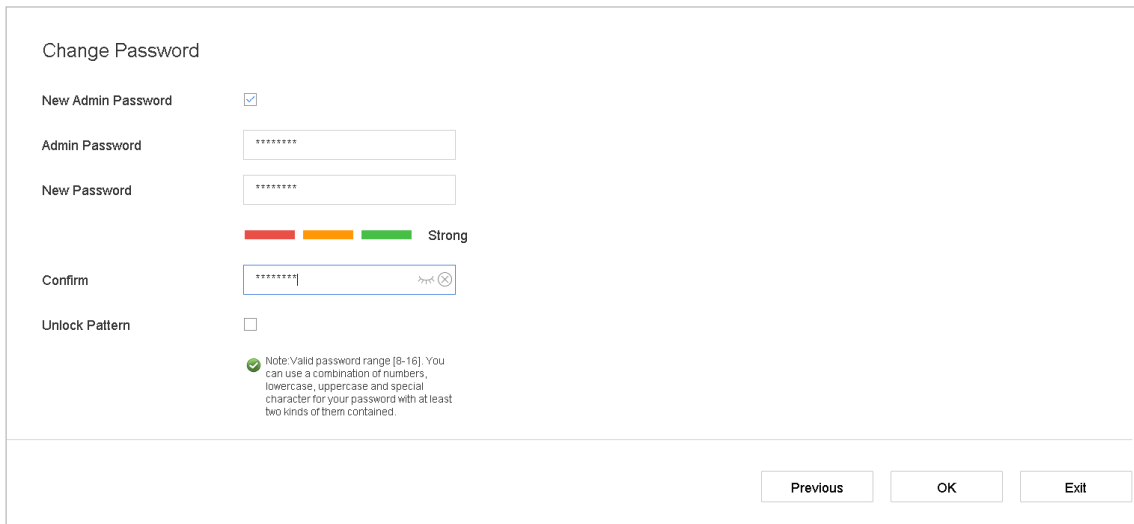 Change Password
New Admin Password
Admin Password
********
New Password
********
Strong
Confirm
********
Unlock Pattern
Note:Valid password range [8-16]. You
can use a combination of numbers,
lowercase, uppercase and special
character for your password with at least
two kinds of them contained.
Previous
OK
Exit